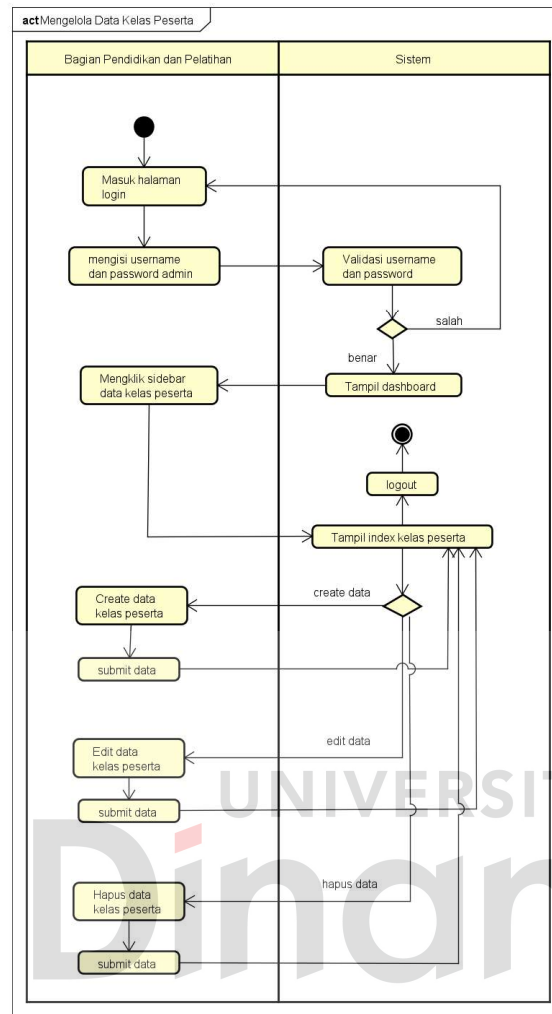 act Mengelola Data Kelas Peserta
Bagian Pendidikan dan Pelatihan
Sistem
Masuk halaman
login
mengisi username
dan password admin
Validasi username
dan password
salah
benar
Mengklik sidebar
data kelas peserta
Tampil dashboard
logout
Tampil index kelas peserta
create data
Create data
kelas peserta
submit data
edit data
Edit data
kelas peserta
submit data
hapus data
Hapus data
kelas peserta
submit data
UNIVERSIT
Dinam